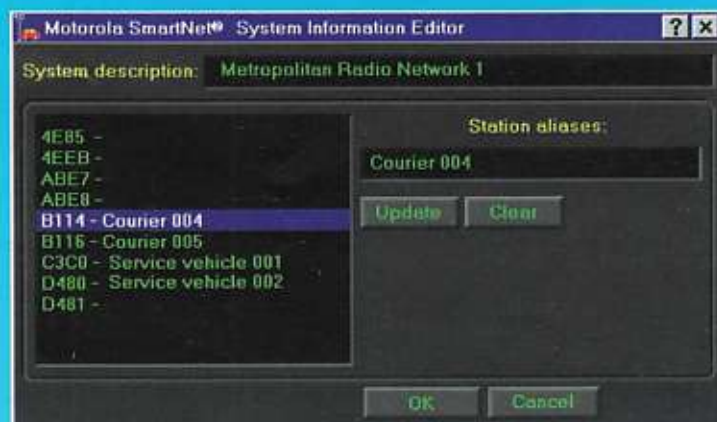 Motorola SmartNet® System Information Editor
System description: Metropolitan Radio Network 1
4E85 -
4EEB -
ABE7 -
ABE8 -
B114 - Courier 004
B116 - Courier 005
C3C0 - Service vehicle 001
D480 - Service vehicle 002
D481 -
Station aliases:
Courier 004
Update Clear
OK Cancel